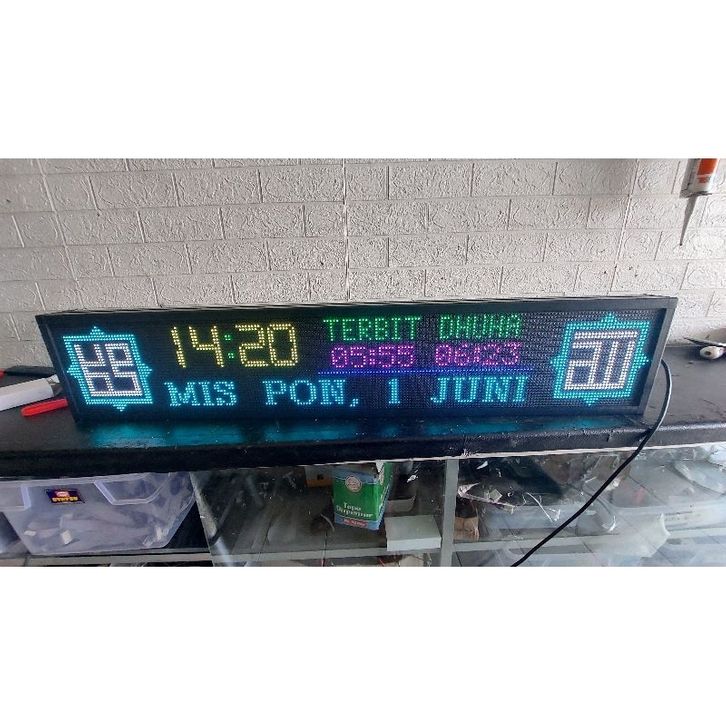 14:20
TERBIT DHUHA
05:55 06:23
MIS PON, 1 JUNI